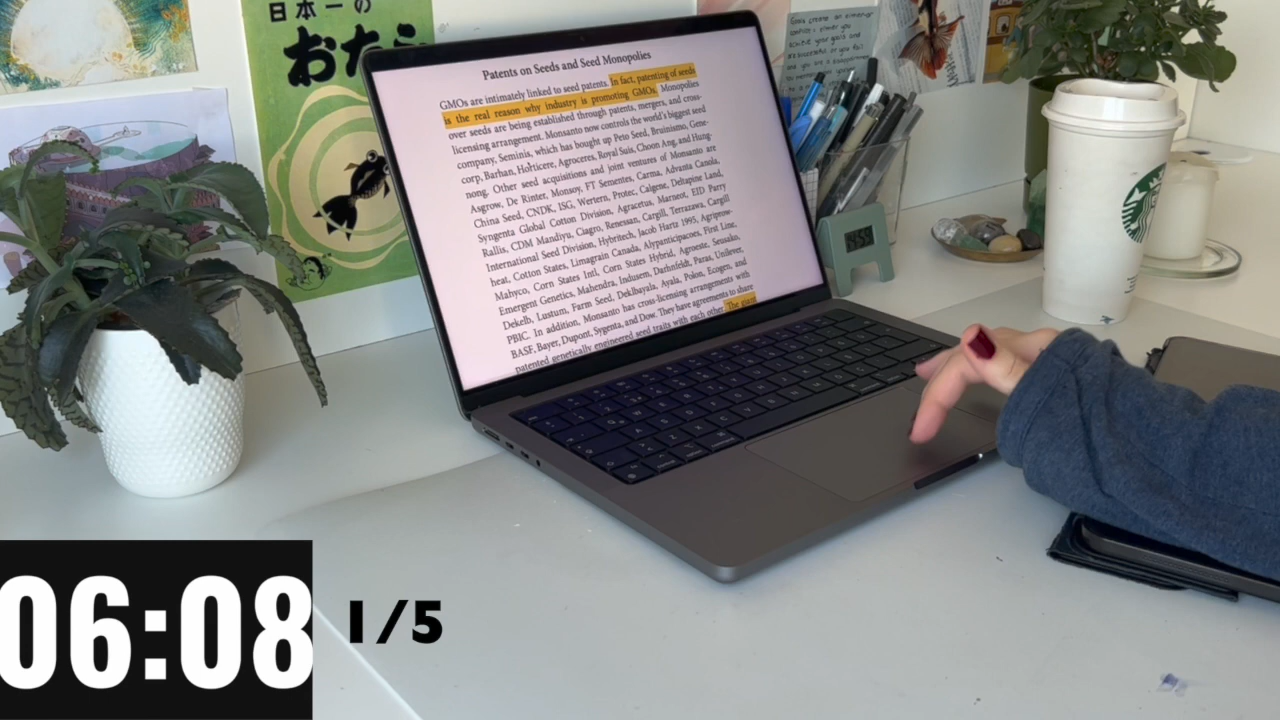 日本一の
おたら
Patents on Seeds and Seed Monopolies
GMOs are intimately linked to seed patents. In fact, patenting of seeds
is the real reason why industry is promoting GMOs. Monopolies
over seeds are being established through patents, mergers, and cross-
licensing arrangement. Monsanto now controls the world's biggest seed
company, Seminis, which has bought up Peto Seed, Bruinismo, Gene-
corp, Barhan, Horticere, Agroceres, Royal Suis, Choon Ang, and Hung-
nong. Other seed acquisitions and joint ventures of Monsanto are
Asgrow, De Rinter, Monsoy, FT Sementes, Carma, Advanta Canola,
China Seed, CNDK, ISG, Wertern, Protec, Calgene, Deltapine Land,
Syngenta Global Cotton Division, Agracetus, Marneot, EID Parry
Rallis, CDM Mandiyu, Ciagro, Renessan, Cargill, Terrazawa, Cargill
International Seed Division, Hybritech, Jacob Hartz 1995, Agriprow-
heat, Cotton States, Limagrain Canada, Alypanticipacoes, First Line,
Mahyco, Corn States Intl, Corn States Hybrid, Agroeste, Seosako,
Emergent Genetics, Mahendra, Indusem, Darhnfeldt, Paras, Unilever,
Dekelb, Lustum, Farm Seed, Deklbayala, Ayala, Polon, Ecogen, and
PBIC. In addition, Monsanto has cross-licensing arrangements with
BASF, Bayer, Dupont, Sygenta, and Dow. They have agreements to share
patented genetically engineered seed traits with each other. The giant
06:08
1/5